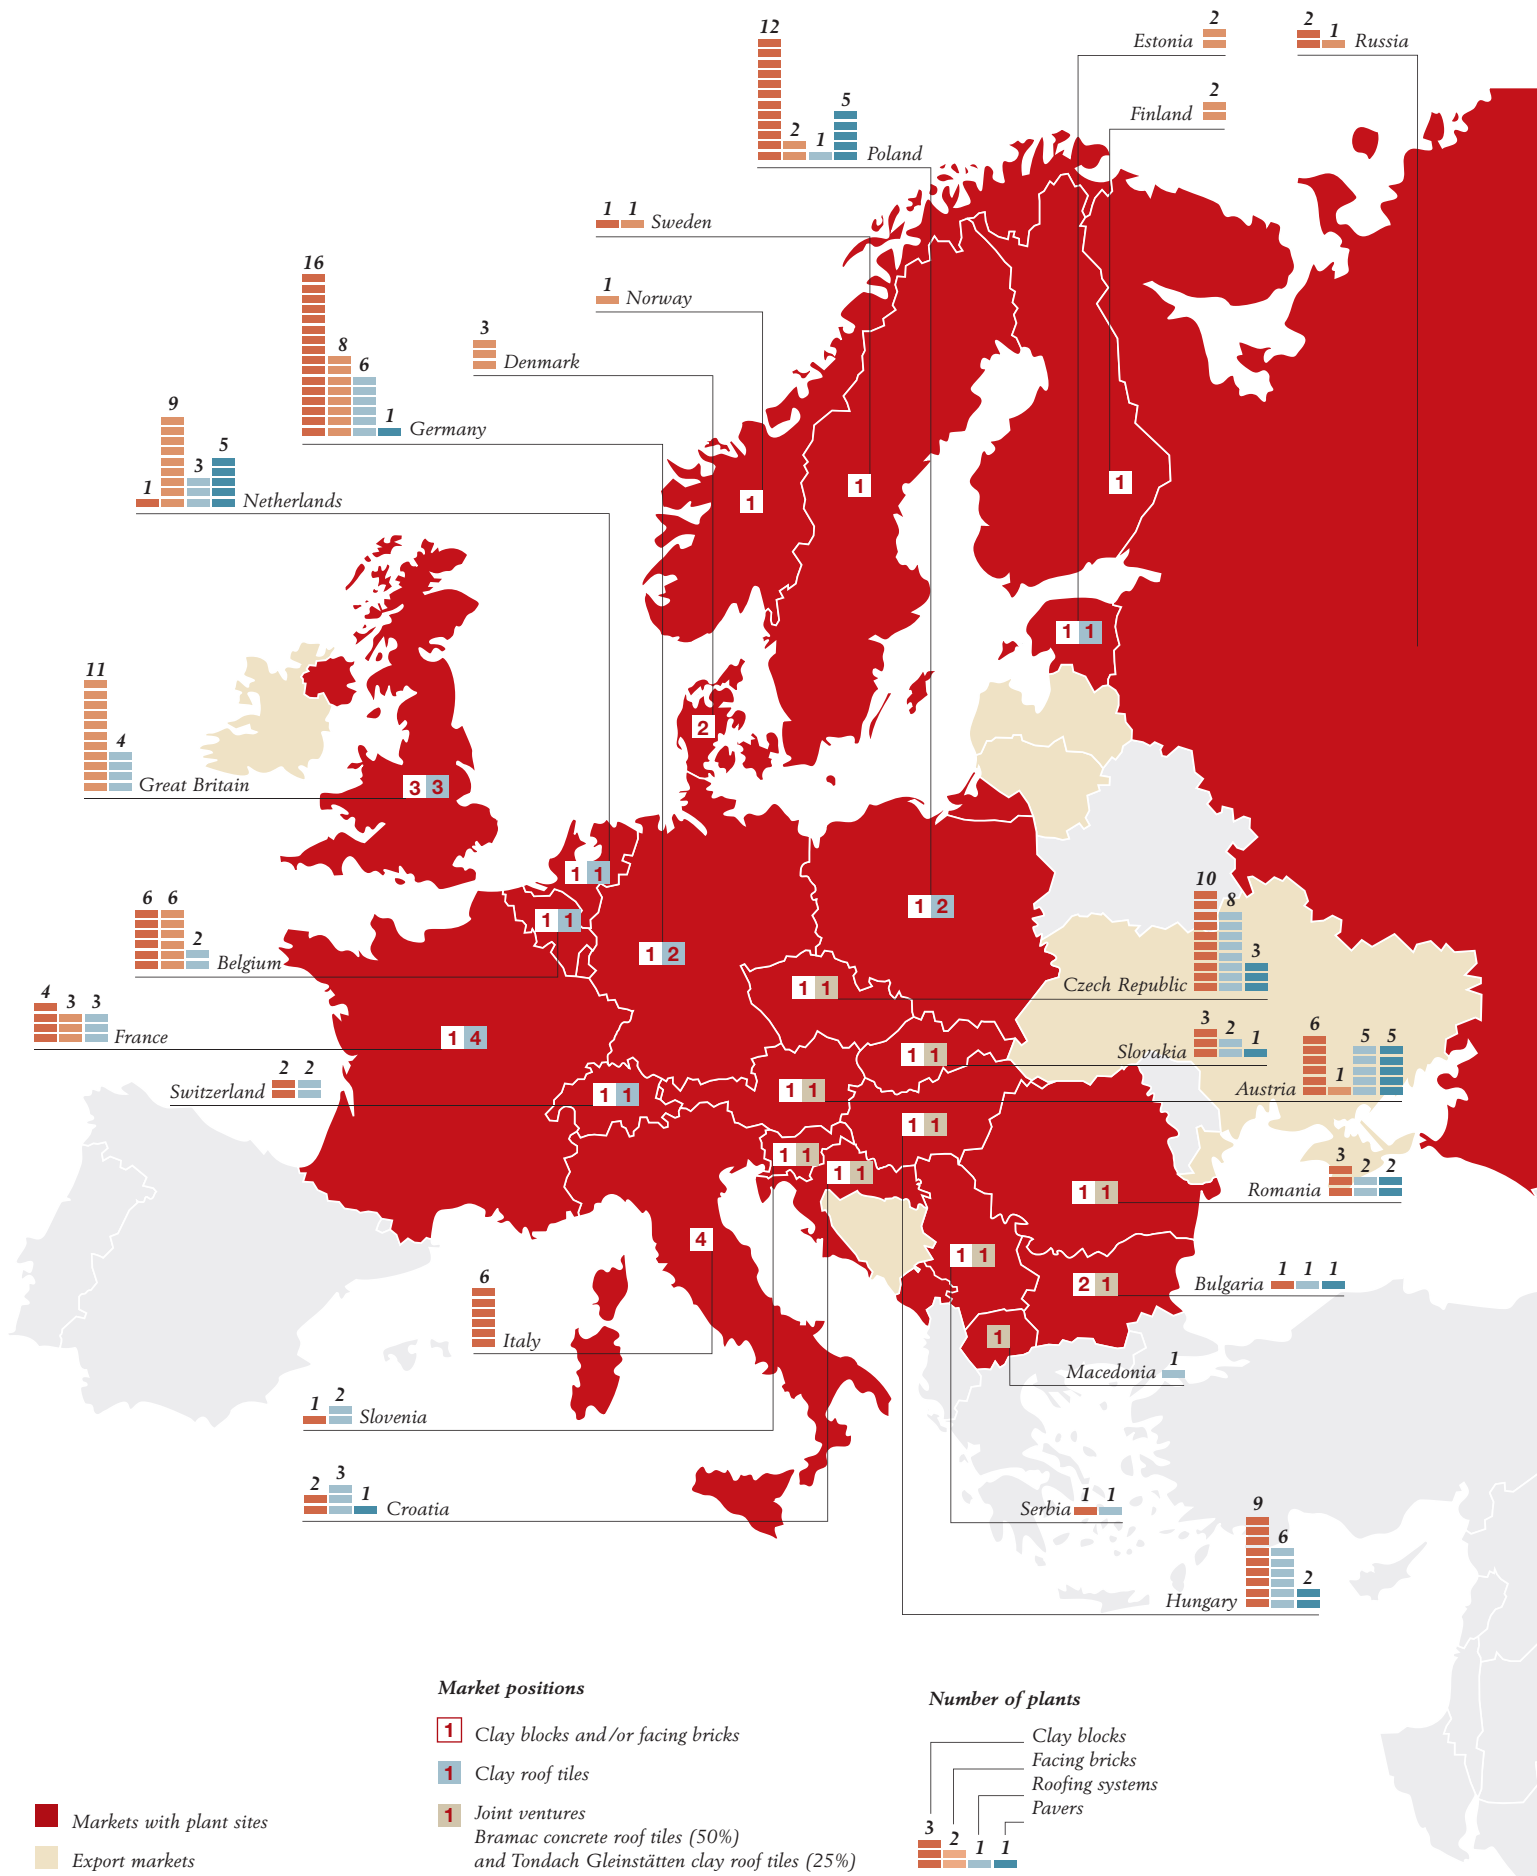 12
2
1
5
Poland
2
Estonia
2
1
Russia
2
Finland
1
1
Sweden
1
Norway
3
Denmark
16
8
6
1
Germany
9
1
3
5
Netherlands
11
4
Great Britain
6
6
2
Belgium
4
3
3
France
Switzerland
2
2
10
8
3
Czech Republic
3
2
1
Slovakia
6
1
5
5
Austria
3
2
2
Romania
1
1
1
Bulgaria
1
Macedonia
6
Italy
1
2
Slovenia
2
3
1
Croatia
Serbia
1
1
9
6
2
Hungary
1
1
1
1 1
2
3 3
1 1
1 1
1 2
1 2
1 1
1 4
1 1
1 1
1 1
1 1
1 1
1 1
1 1
4
1 1
2 1
1
Market positions
1 Clay blocks and/or facing bricks
1 Clay roof tiles
1 Joint ventures
Bramac concrete roof tiles (50%)
and Tondach Gleinstätten clay roof tiles (25%)
Markets with plant sites
Export markets
Number of plants
Clay blocks
Facing bricks
Roofing systems
Pavers
3
2
1
1